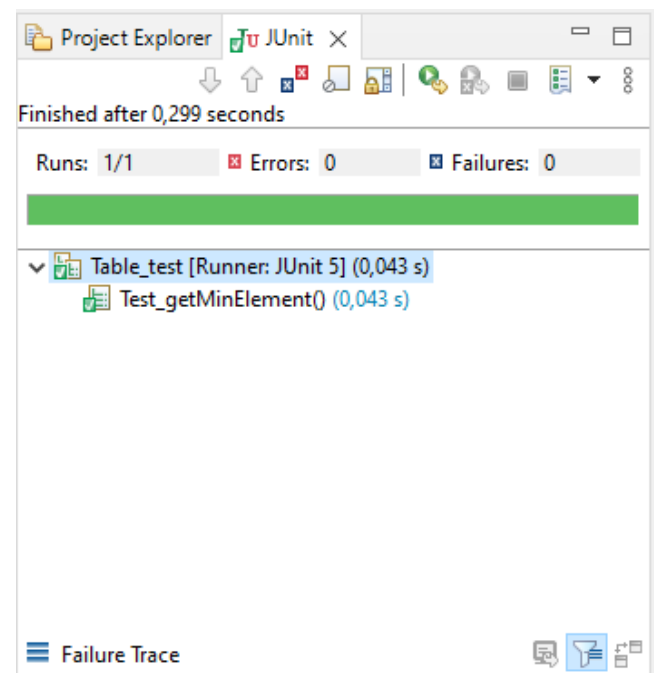 Project Explorer JU JUnit
Finished after 0,299 seconds
Runs: 1/1 Errors: 0 Failures: 0
Table_test [Runner: JUnit 5] (0,043 s)
Test_getMinElement() (0,043 s)
Failure Trace